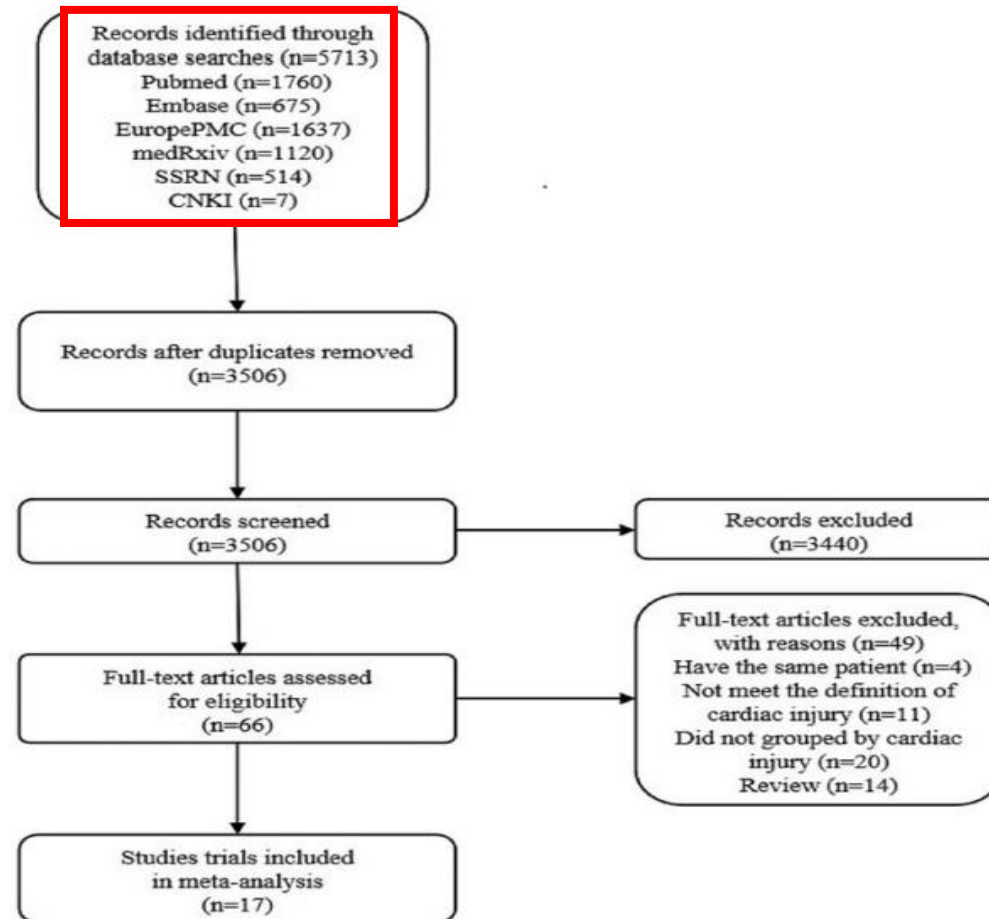 Records identified through
database searches (n=5713)
Pubmed (n=1760)
Embase (n=675)
EuropePMC (n=1637)
medRxiv (n=1120)
SSRN (n=514)
CNKI (n=7)
Records after duplicates removed
(n=3506)
Records screened
(n=3506)
Records excluded
(n=3440)
Full-text articles assessed
for eligibility
(n=66)
Full-text articles excluded,
with reasons (n=49)
Have the same patient (n=4)
Not meet the definition of
cardiac injury (n=11)
Did not grouped by cardiac
injury (n=20)
Review (n=14)
Studies trials included
in meta-analysis
(n=17)